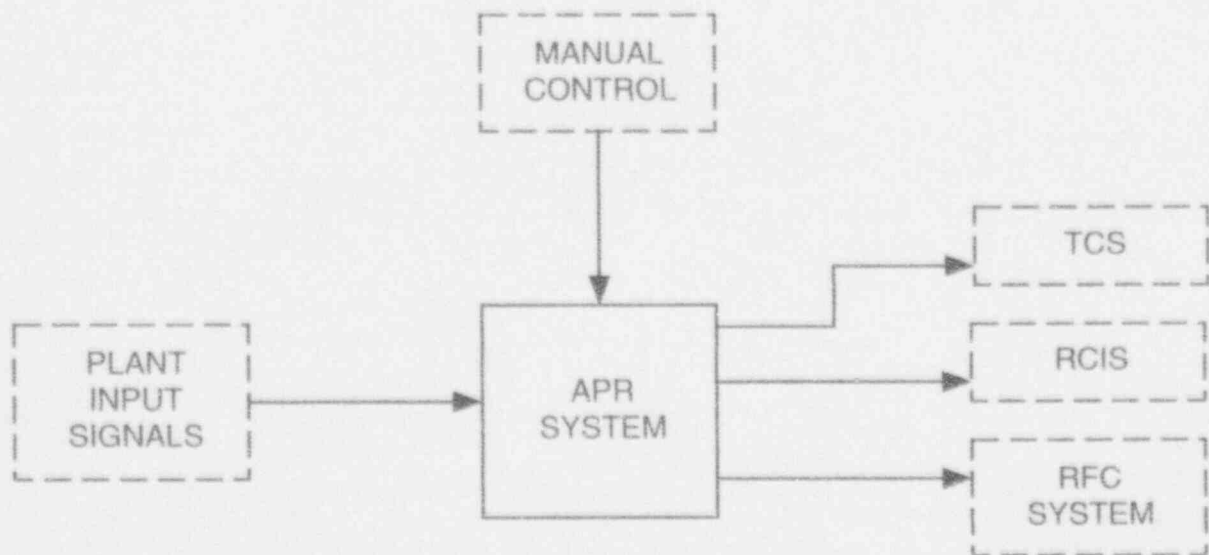 MANUAL
CONTROL
TCS
RCIS
PLANT
INPUT
SIGNALS
APR
SYSTEM
RFC
SYSTEM